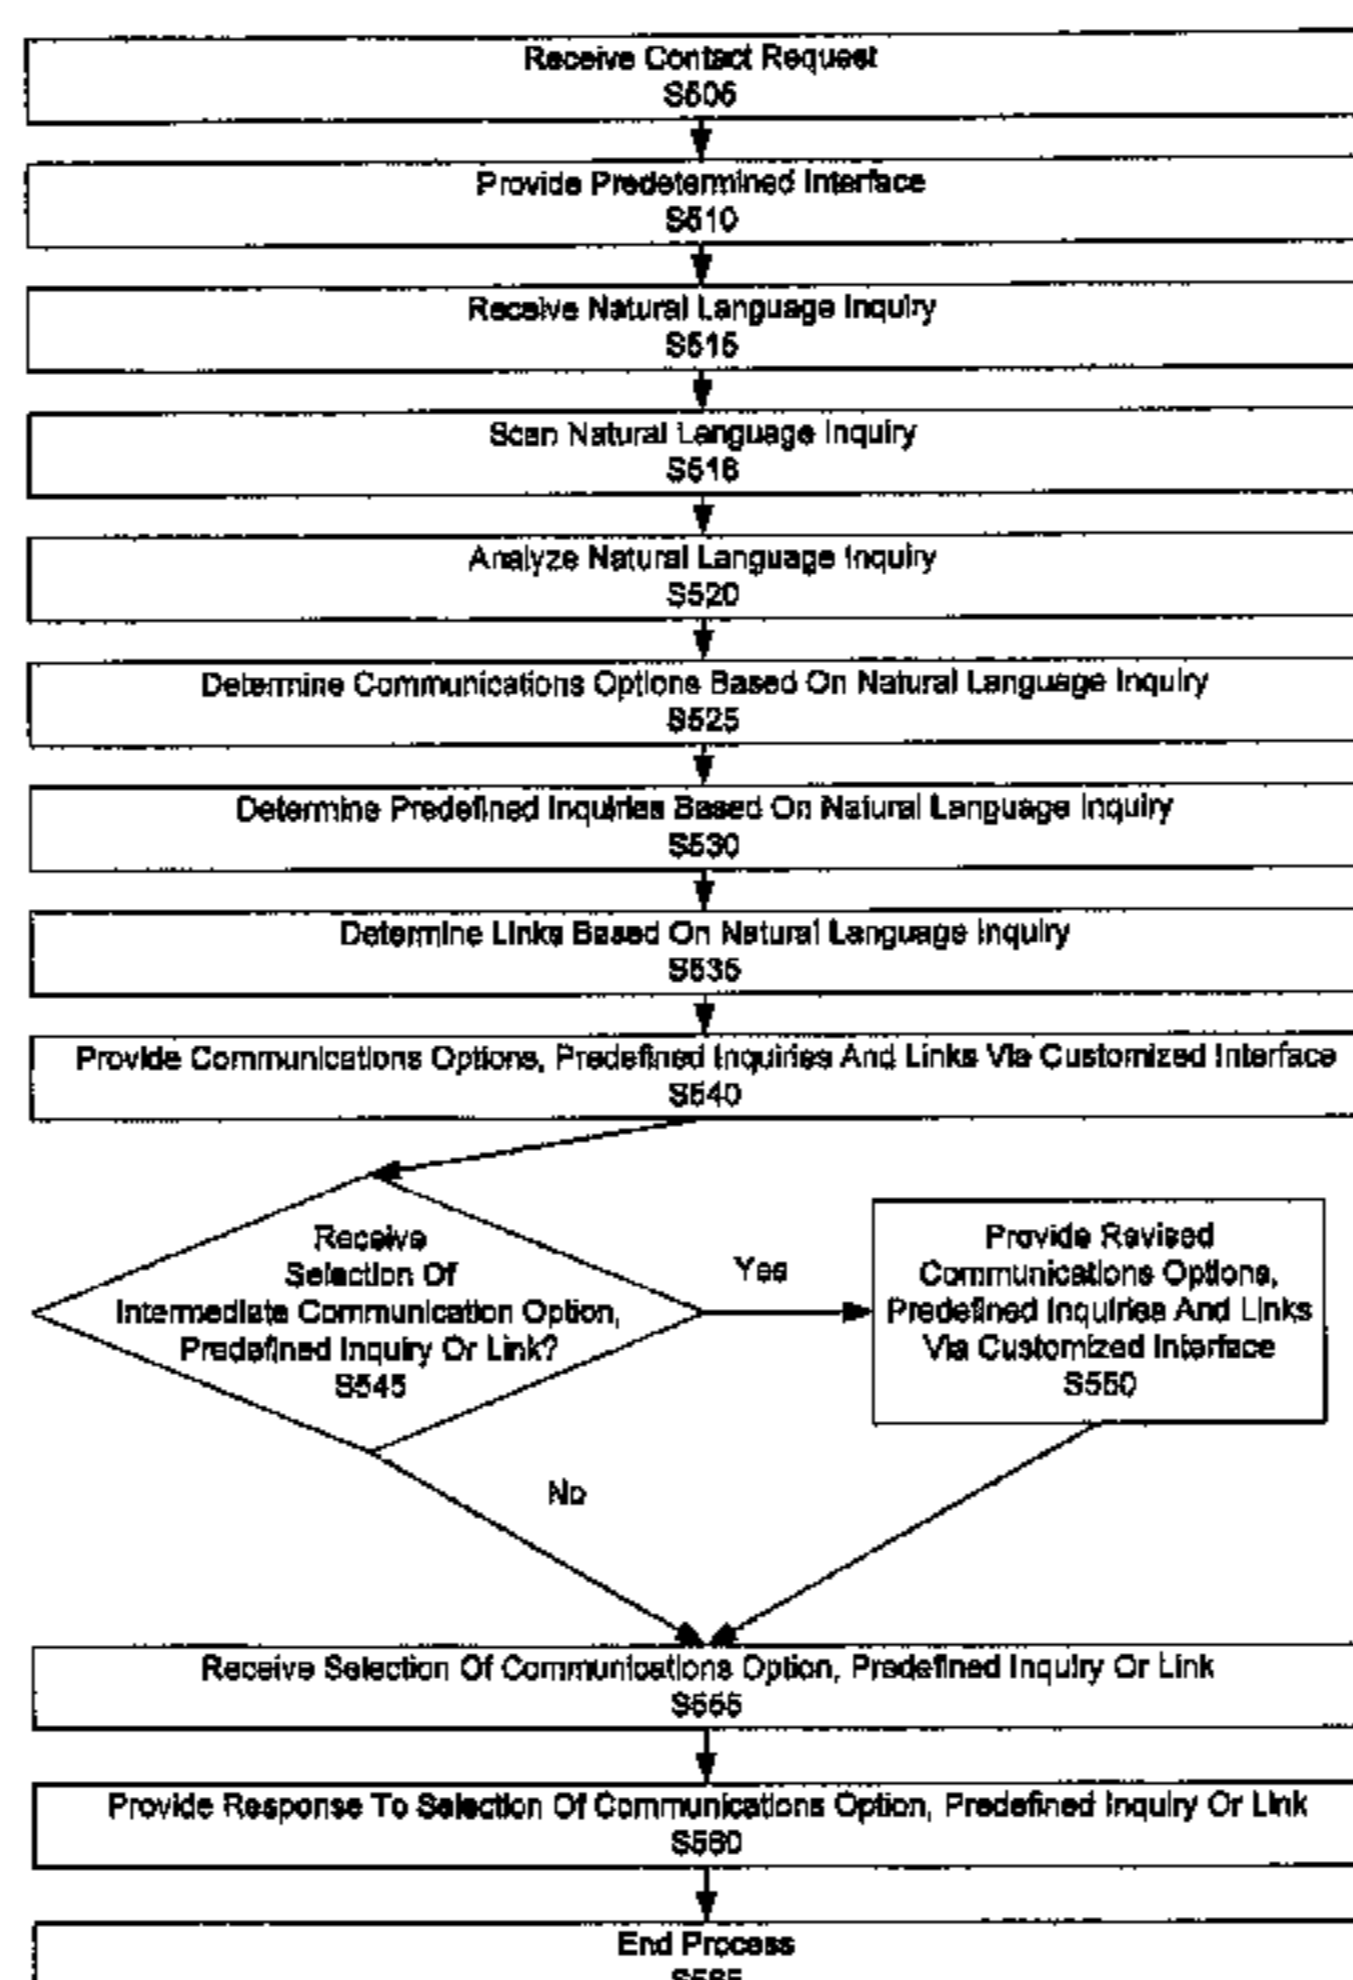 Receive Contact Request
S505
Provide Predetermined Interface
S510
Receive Natural Language Inquiry
S515
Scan Natural Language Inquiry
S516
Analyze Natural Language Inquiry
S520
Determine Communications Options Based On Natural Language Inquiry
S525
Determine Predefined Inquiries Based On Natural Language Inquiry
S530
Determine Links Based On Natural Language Inquiry
S535
Provide Communications Options, Predefined Inquiries And Links Via Customized Interface
S540
Receive
Selection Of
Intermediate Communication Option,
Predefined Inquiry Or Link?
S545
Yes
Provide Revised
Communications Options,
Predefined Inquiries And Links
Via Customized Interface
S550
No
Receive Selection Of Communications Option, Predefined Inquiry Or Link
S555
Provide Response To Selection Of Communications Option, Predefined Inquiry Or Link
S560
End Process
S565